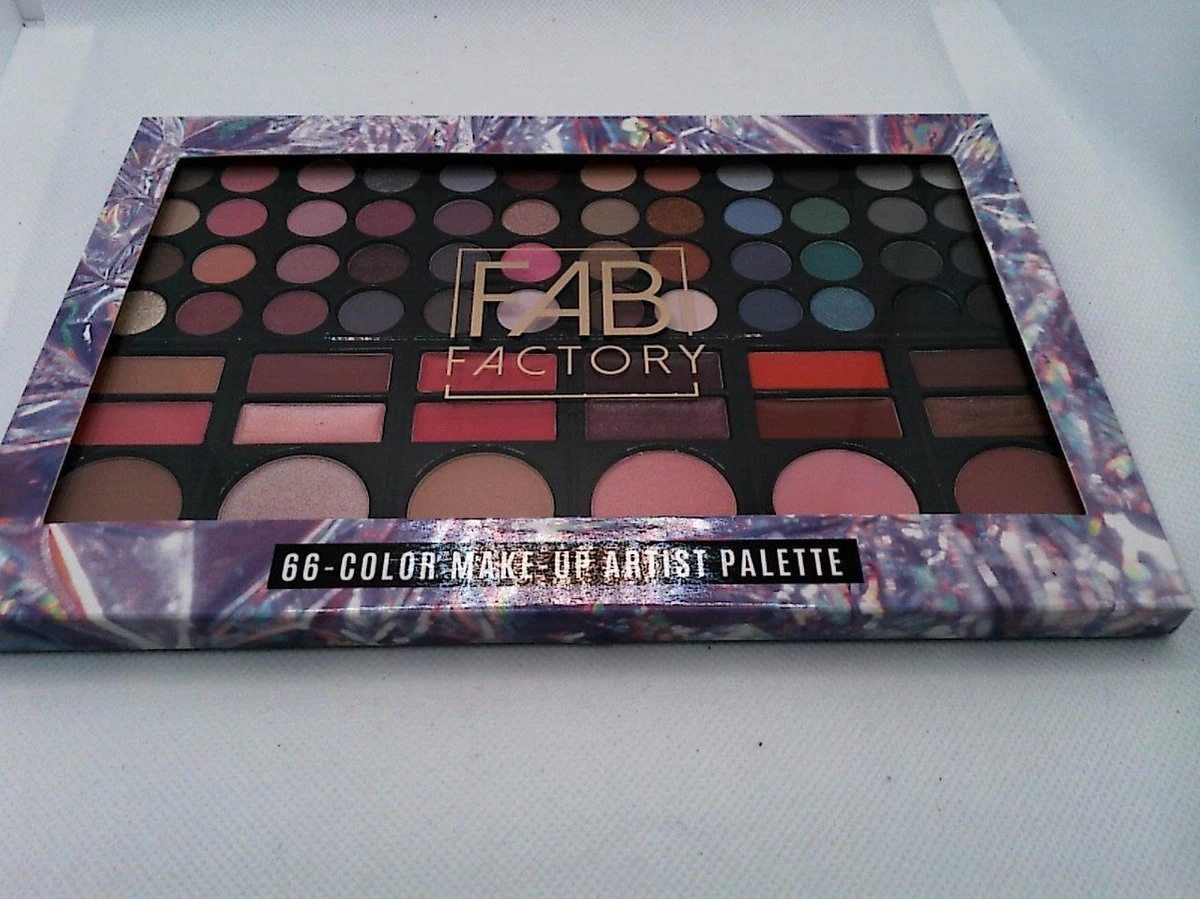 FAB
FACTORY
66-COLOR MAKE-UP ARTIST PALETTE